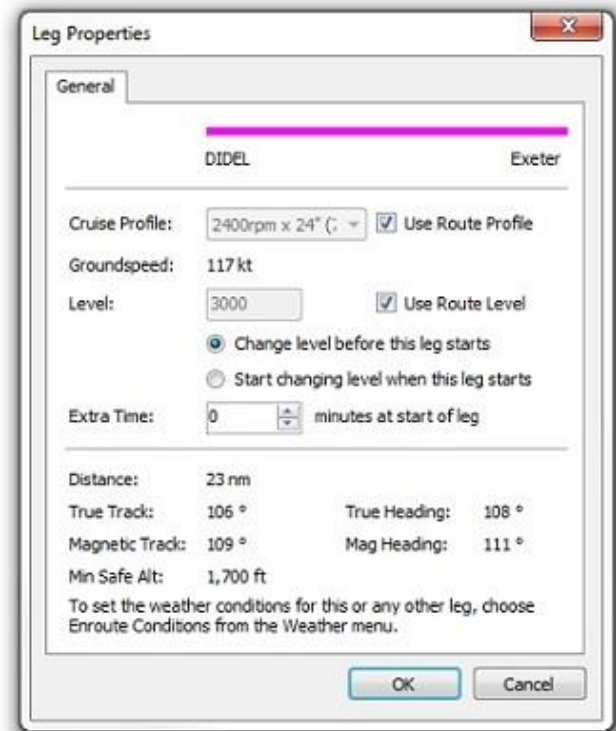 Leg Properties
General
DIDEL Exeter
Cruise Profile: 2400rpm x 24" (2 Use Route Profile
Groundspeed: 117 kt
Level: 3000 Use Route Level
Change level before this leg starts
Start changing level when this leg starts
Extra Time: 0 minutes at start of leg
Distance: 23 nm
True Track: 106 ° True Heading: 108 °
Magnetic Track: 109 ° Mag Heading: 111 °
Min Safe Alt: 1,700 ft
To set the weather conditions for this or any other leg, choose
Enroute Conditions from the Weather menu.
OK Cancel